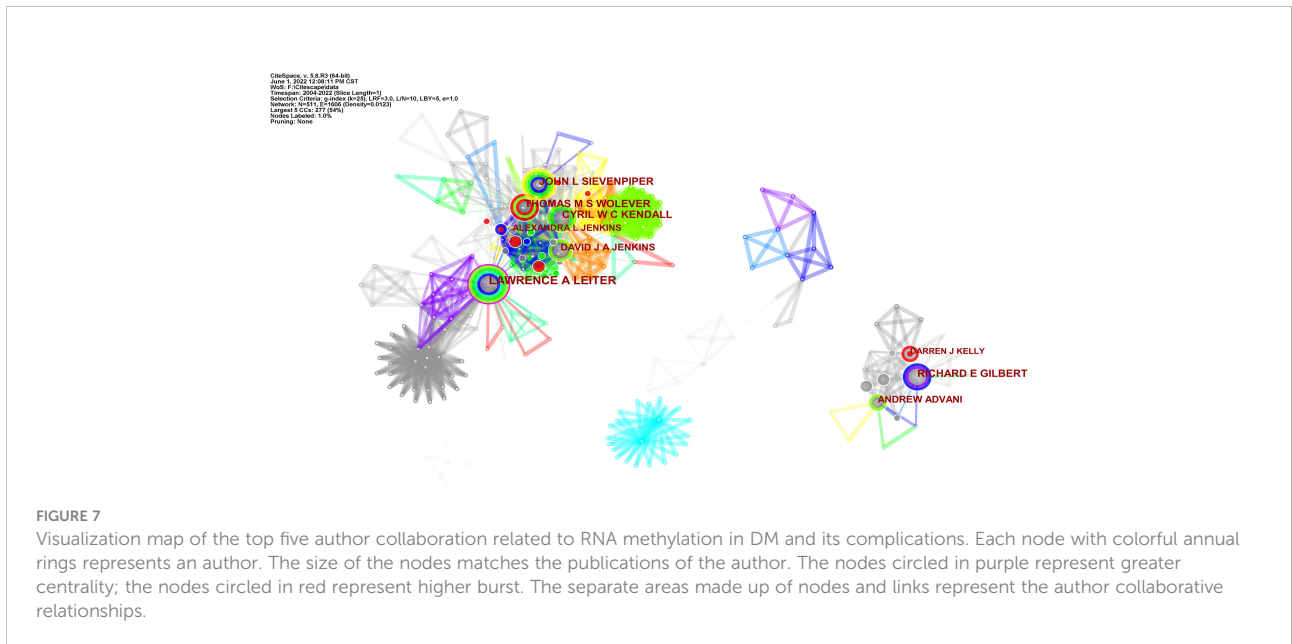 CiteSpace, v. 5.8.R3 (64-bit)
June 1, 2022 12:08:11 PM CST
WoS: F:\Citescape\data
Timespan: 2004-2022 (Slice Length=1)
Selection Criteria: g-index (k=25), LRF=3.0, L/N=10, LBY=5, e=1.0
Network: N=511, E=1606 (Density=0.0123)
Largest 5 CCs: 277 (54%)
Nodes Labeled: 1.0%
Pruning: None
JOHN L SIEVENPIPER
THOMAS M S WOLEVER
CYRIL W C KENDALL
ALEXANDRA L JENKINS
DAVID J A JENKINS
LAWRENCE A LEITER
DARREN J KELLY
RICHARD E GILBERT
ANDREW ADVANI
FIGURE 7
Visualization map of the top five author collaboration related to RNA methylation in DM and its complications. Each node with colorful annual
rings represents an author. The size of the nodes matches the publications of the author. The nodes circled in purple represent greater
centrality; the nodes circled in red represent higher burst. The separate areas made up of nodes and links represent the author collaborative
relationships.